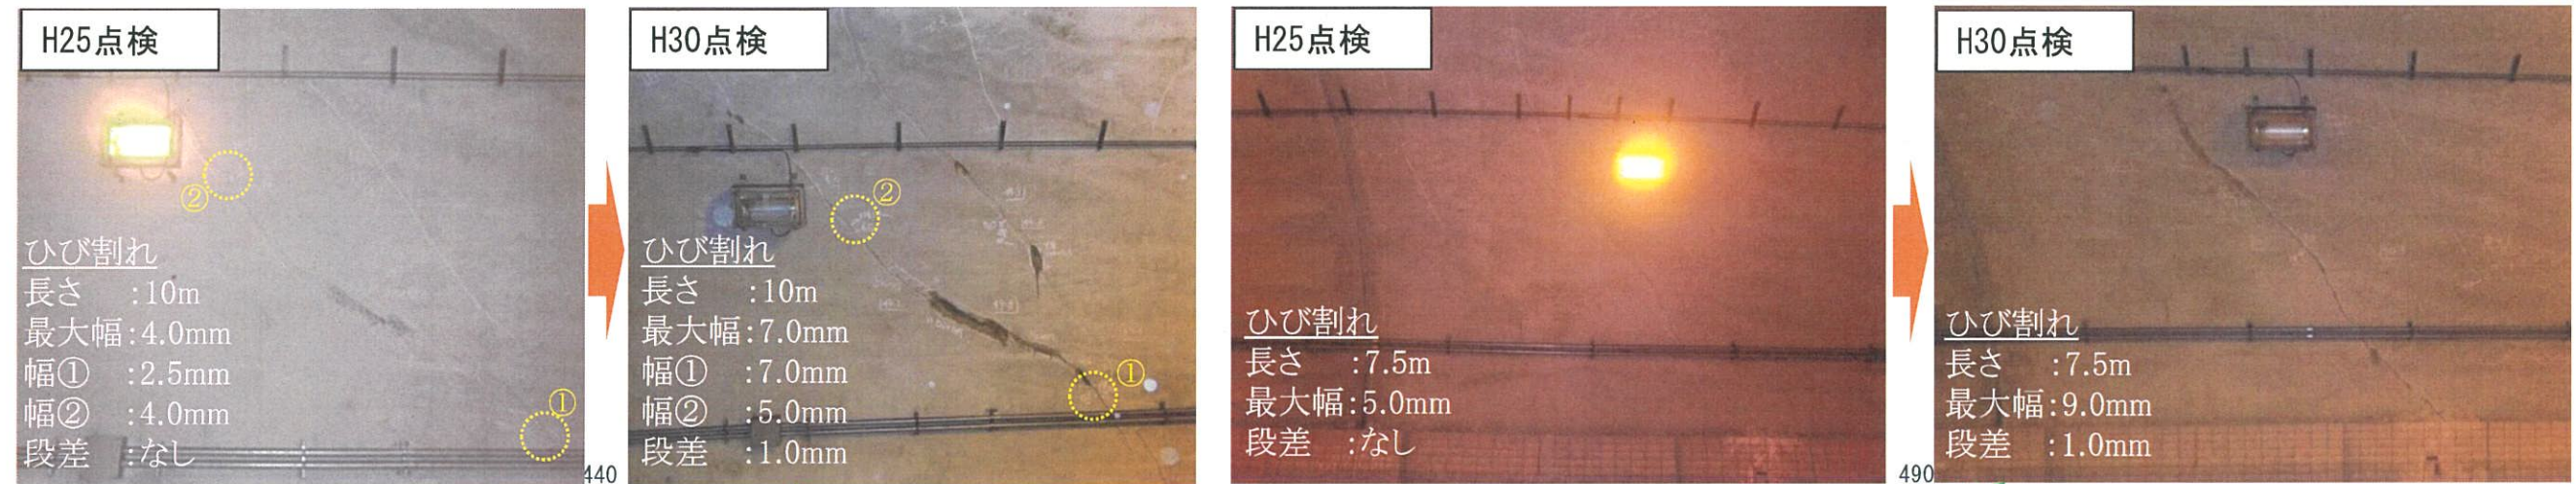 H25点検
②
ひび割れ
長さ :10m
最大幅:4.0mm
幅① :2.5mm
幅② :4.0mm
段差 :なし
①
440
H30点検
②
ひび割れ
長さ :10m
最大幅:7.0mm
幅① :7.0mm
幅② :5.0mm
段差 :1.0mm
①
H25点検
ひび割れ
長さ :7.5m
最大幅:5.0mm
段差 :なし
490
H30点検
ひび割れ
長さ :7.5m
最大幅:9.0mm
段差 :1.0mm